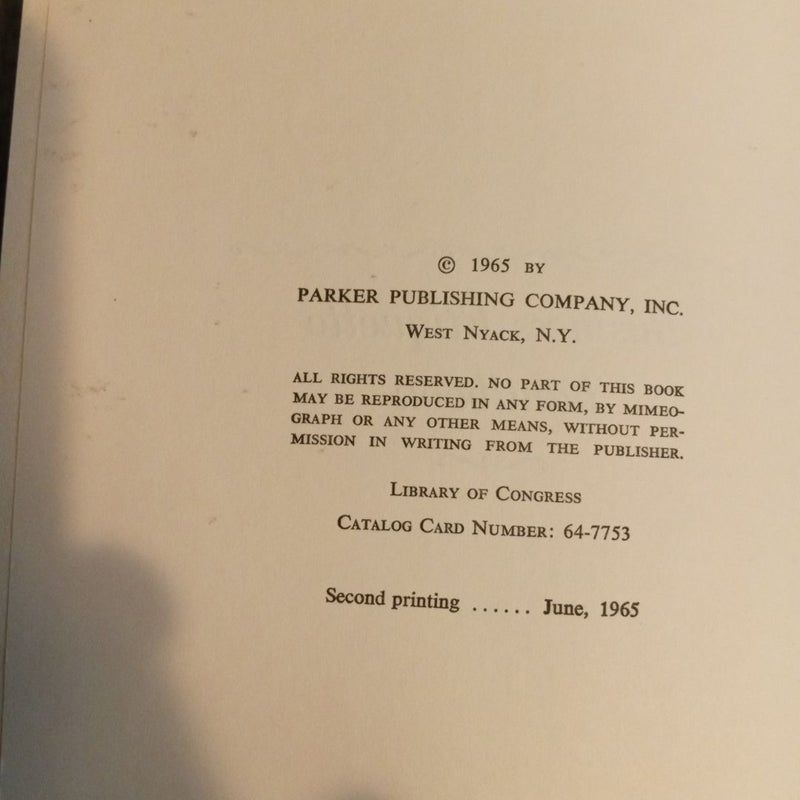 © 1965 BY
PARKER PUBLISHING COMPANY, INC.
WEST NYACK, N.Y.
ALL RIGHTS RESERVED. NO PART OF THIS BOOK
MAY BE REPRODUCED IN ANY FORM, BY MIMEO-
GRAPH OR ANY OTHER MEANS, WITHOUT PER-
MISSION IN WRITING FROM THE PUBLISHER.
LIBRARY OF CONGRESS
CATALOG CARD NUMBER: 64-7753
Second printing ...... June, 1965